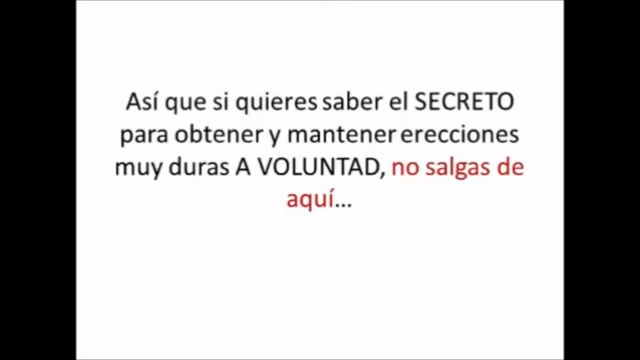 Así que si quieres saber el SECRETO
para obtener y mantener erecciones
muy duras A VOLUNTAD, no salgas de
aquí...